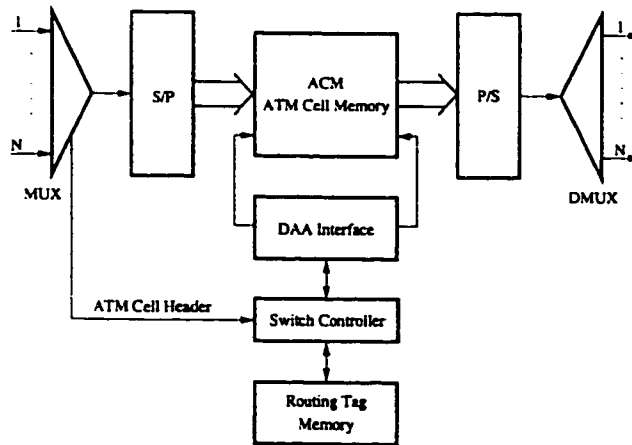 1
N
MUX
S/P
ACM
ATM Cell Memory
P/S
1
N
DMUX
DAA Interface
ATM Cell Header
Switch Controller
Routing Tag
Memory